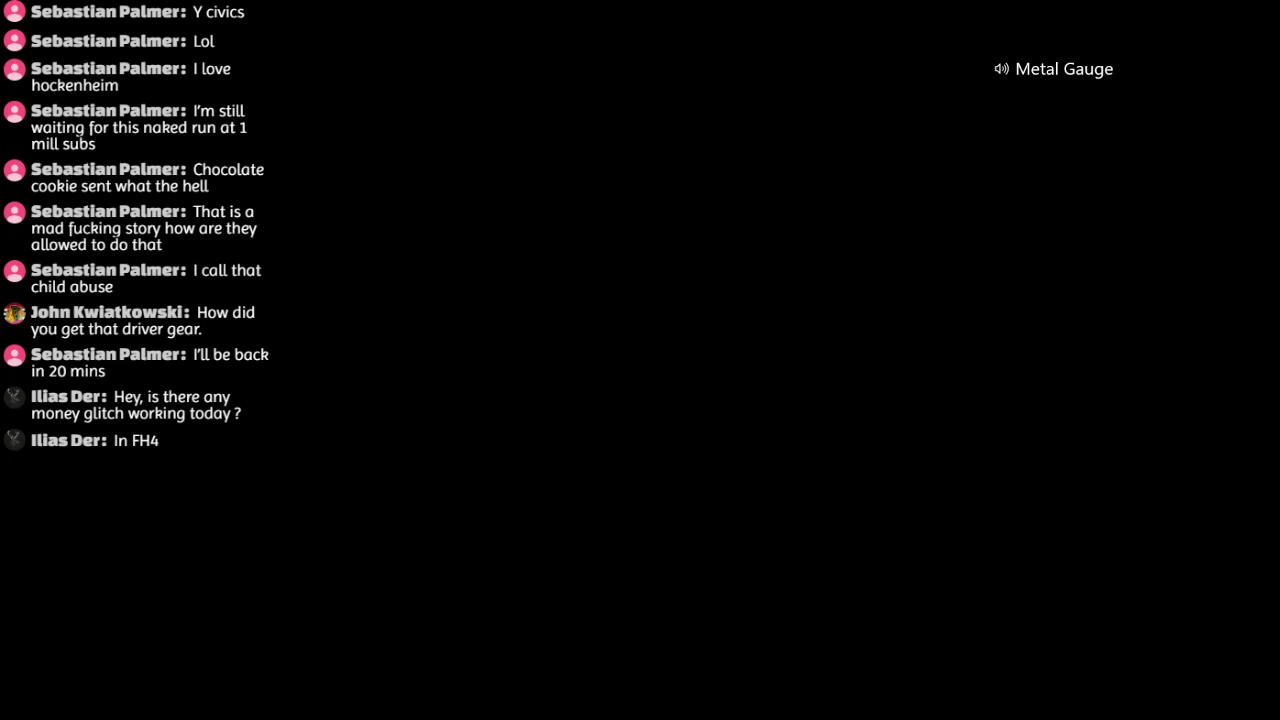 Sebastian Palmer: Y civics
Sebastian Palmer: Lol
Sebastian Palmer: I love
hockenheim
Sebastian Palmer: I'm still
waiting for this naked run at 1
mill subs
Sebastian Palmer: Chocolate
cookie sent what the hell
Sebastian Palmer: That is a
mad fucking story how are they
allowed to do that
Sebastian Palmer: I call that
child abuse
John Kwiatkowski: How did
you get that driver gear.
Sebastian Palmer: I'll be back
in 20 mins
Ilias Der: Hey, is there any
money glitch working today ?
Ilias Der: In FH4
Metal Gauge